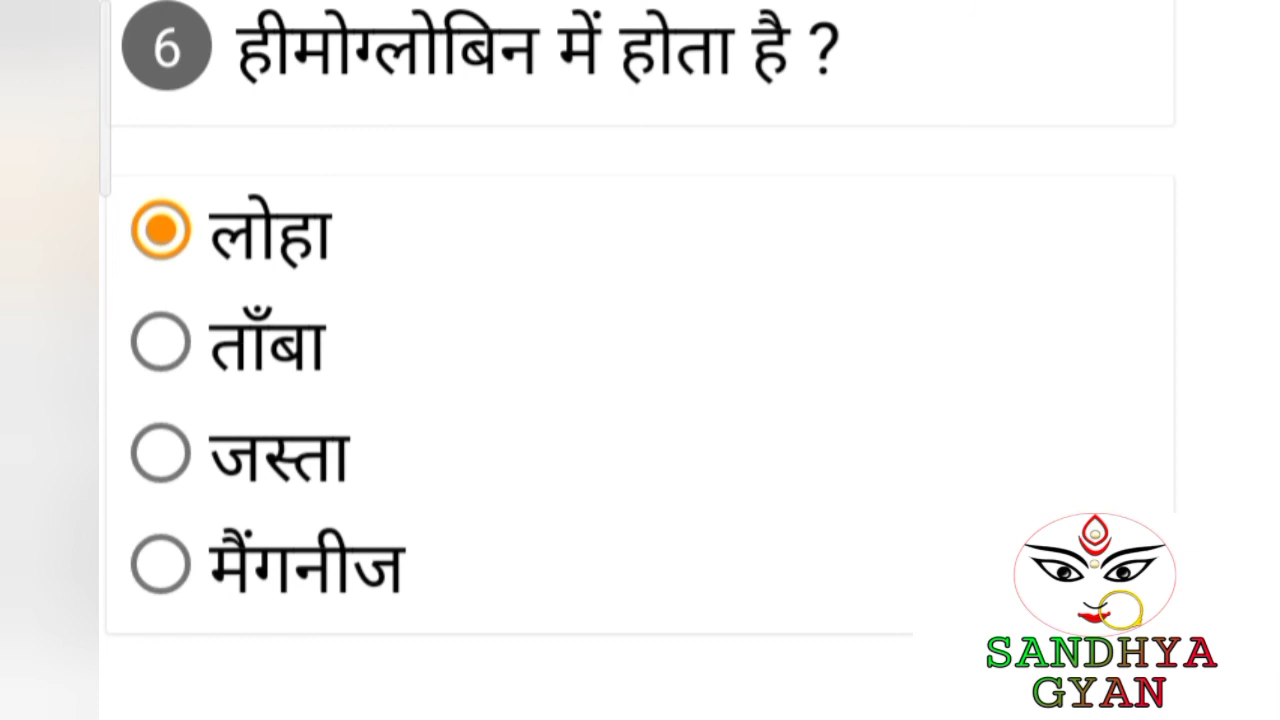 6 हीमोग्लोबिन में होता है ?
लोहा
ताँबा
जस्ता
मैंगनीज
SANDHYA
GYAN